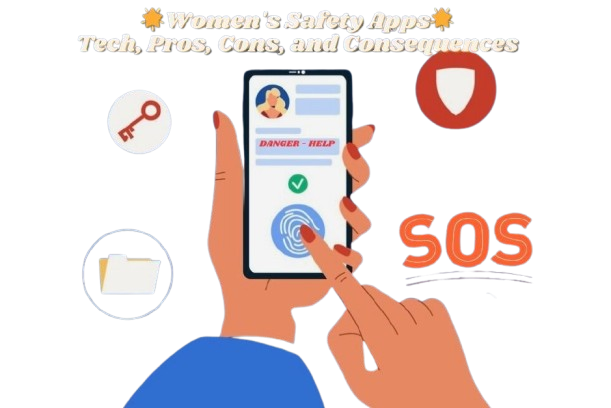 🌟Women's Safety Apps🌟
Tech, Pros, Cons, and Consequences
DANGER - HELP
SOS